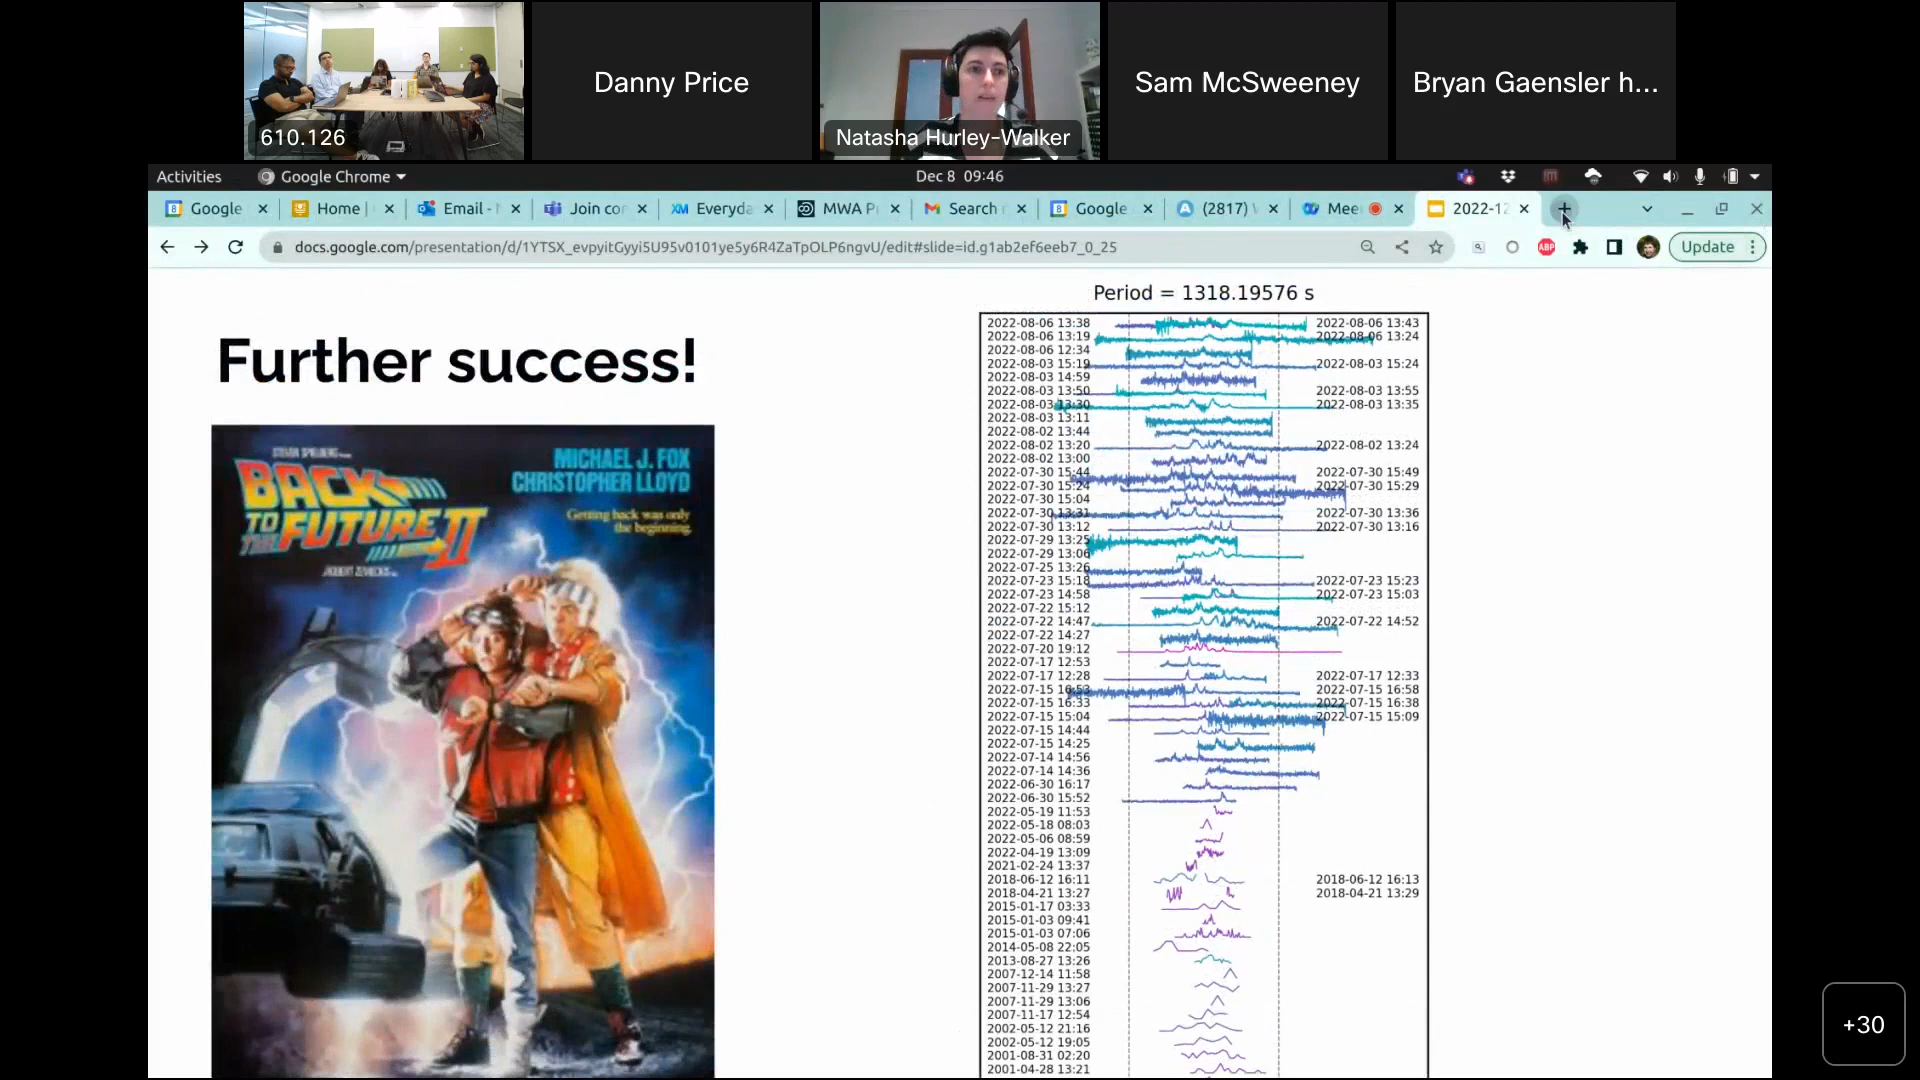 610.126
Danny Price
Natasha Hurley-Walker
Sam McSweeney
Bryan Gaensler h...
Activities
Google Chrome
Dec 8 09:46
Google
Home |
Email -
Join co
Everyda
MWA P
Search
Google
(2817)
Mee
2022-12
docs.google.com/presentation/d/1YTSX_evpyitGyyi5U95v0101ye5y6R4ZaTpOLP6ngvU/edit#slide=id.g1ab2ef6eeb7_0_25
ABP
Update
Further success!
MICHAEL J. FOX
CHRISTOPHER LLOYD
BACK
TO
THE
FUTURE
II
Getting back was only
the beginning.
Period = 1318.19576 s
2022-08-06 13:38 2022-08-06 13:43
2022-08-06 13:19 2022-08-06 13:24
2022-08-06 12:34
2022-08-03 15:19 2022-08-03 15:24
2022-08-03 14:59
2022-08-03 13:50 2022-08-03 13:55
2022-08-03 13:30 2022-08-03 13:35
2022-08-03 13:11
2022-08-02 13:44
2022-08-02 13:20 2022-08-02 13:24
2022-08-02 13:00
2022-07-30 15:44 2022-07-30 15:49
2022-07-30 15:24 2022-07-30 15:29
2022-07-30 15:04
2022-07-30 13:31 2022-07-30 13:36
2022-07-30 13:12 2022-07-30 13:16
2022-07-29 13:25
2022-07-29 13:06
2022-07-25 13:26
2022-07-23 15:18 2022-07-23 15:23
2022-07-23 14:58 2022-07-23 15:03
2022-07-22 15:12
2022-07-22 14:47 2022-07-22 14:52
2022-07-22 14:27
2022-07-20 19:12
2022-07-17 12:53
2022-07-17 12:28 2022-07-17 12:33
2022-07-15 16:53 2022-07-15 16:58
2022-07-15 16:33 2022-07-15 16:38
2022-07-15 15:04 2022-07-15 15:09
2022-07-15 14:44
2022-07-15 14:25
2022-07-14 14:56
2022-07-14 14:36
2022-06-30 16:17
2022-06-30 15:52
2022-05-19 11:53
2022-05-18 08:03
2022-05-06 08:59
2022-04-19 13:09
2021-02-24 13:37
2018-06-12 16:11 2018-06-12 16:13
2018-04-21 13:27 2018-04-21 13:29
2015-01-17 03:33
2015-01-03 09:41
2015-01-03 07:06
2014-05-08 22:05
2013-08-27 13:26
2007-12-14 11:58
2007-11-29 13:27
2007-11-29 13:06
2007-11-17 12:54
2002-05-12 21:16
2002-05-12 19:05
2001-08-31 02:20
2001-04-28 13:21
+30